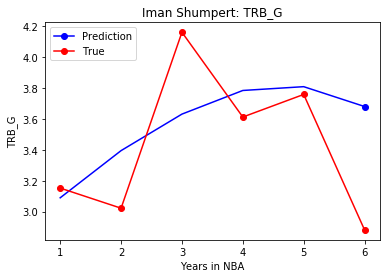 Iman Shumpert: TRB_G
Prediction
True
4.2
4.0
3.8
3.6
3.4
3.2
3.0
TRB_G
1 2 3 4 5 6
Years in NBA